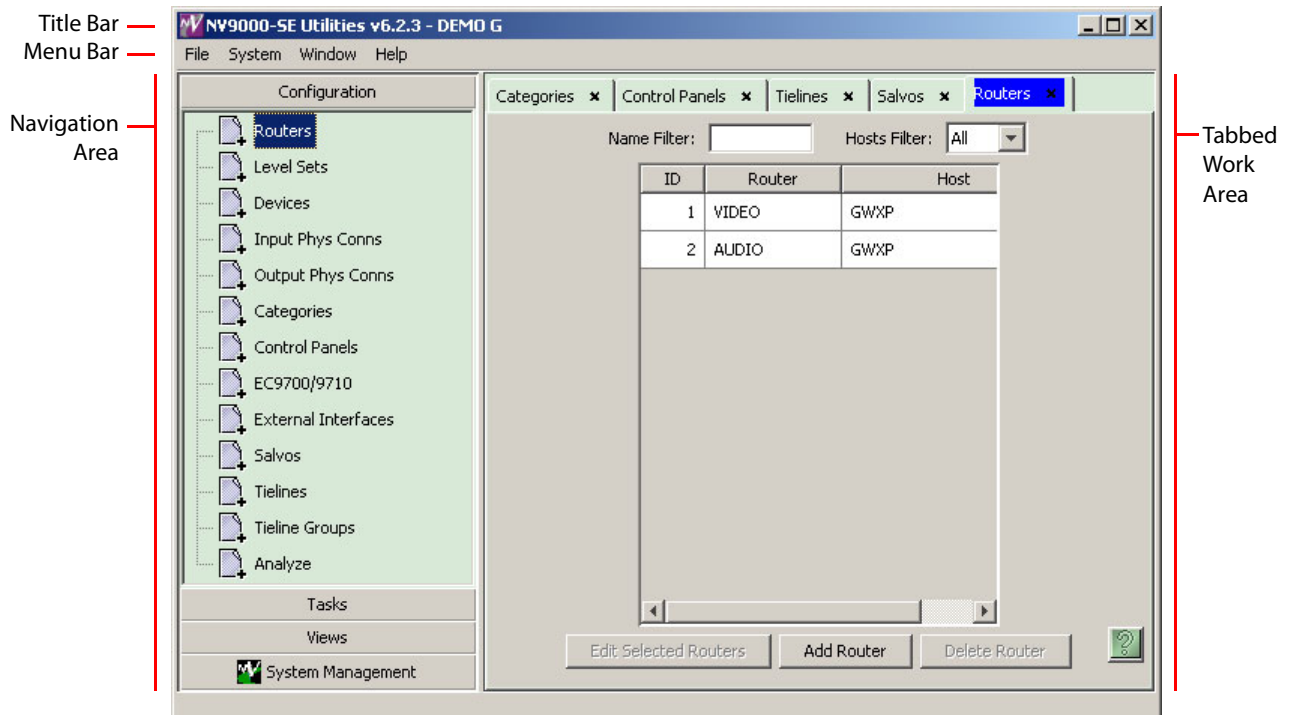 Title Bar
NV9000-SE Utilities v6.2.3 - DEMO G
Menu Bar
File System Window Help
Navigation
Area
Configuration
Routers
Level Sets
Devices
Input Phys Conns
Output Phys Conns
Categories
Control Panels
EC9700/9710
External Interfaces
Salvos
Tielines
Tieline Groups
Analyze
Tasks
Views
System Management
Categories Control Panels Tielines Salvos Routers
Name Filter: Hosts Filter: All
ID Router Host
1 VIDEO GWXP
2 AUDIO GWXP
Edit Selected Routers Add Router Delete Router ?
Tabbed
Work
Area